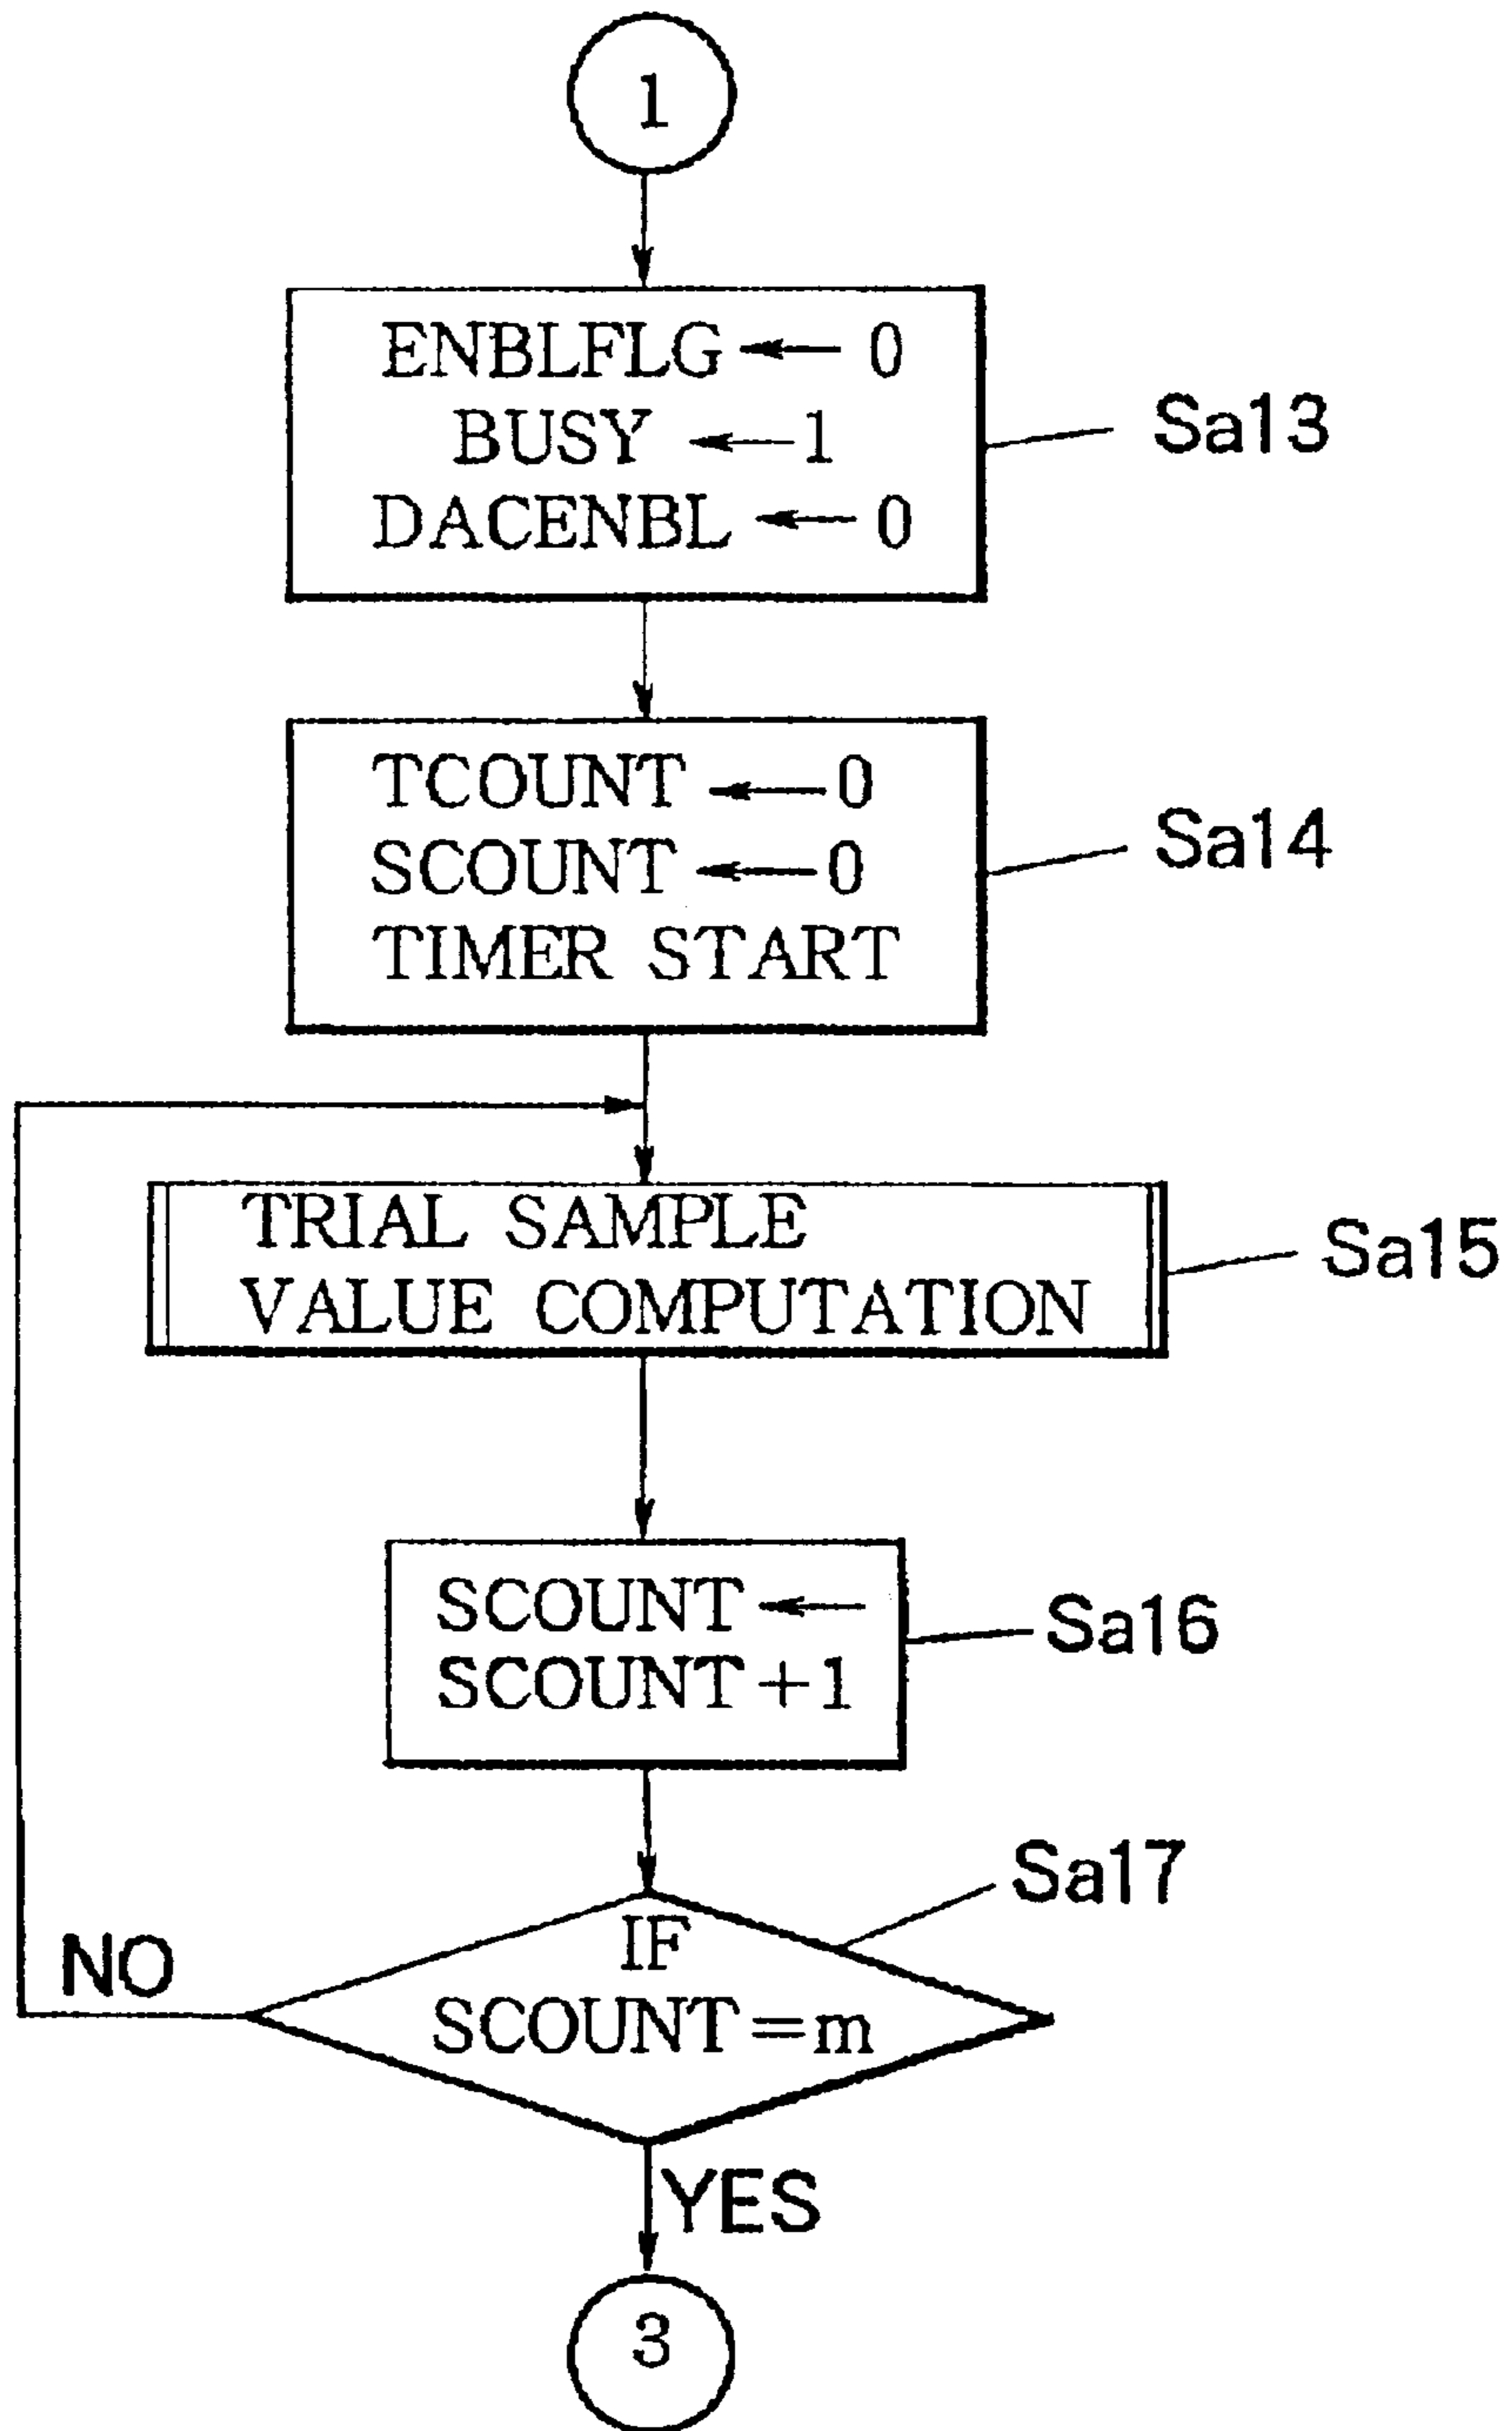 1
ENBLFLG ← 0
BUSY ← 1
DACENBL ← 0
Sa13
TCOUNT ← 0
SCOUNT ← 0
TIMER START
Sa14
TRIAL SAMPLE
VALUE COMPUTATION
Sa15
SCOUNT ←
SCOUNT+1
Sa16
Sa17
IF
SCOUNT=m
NO
YES
3